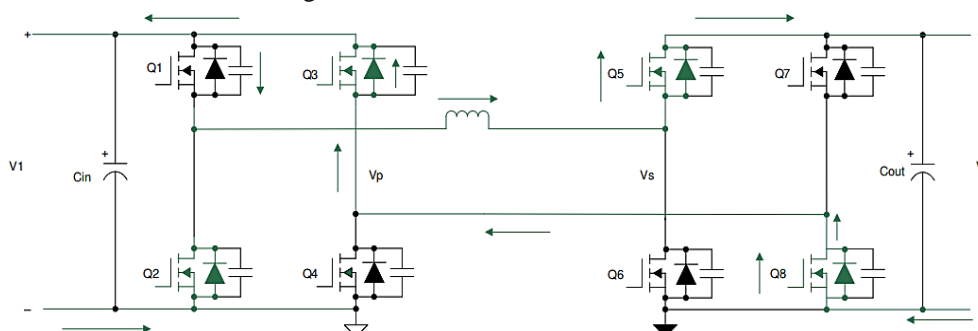 +
Q1
Q3
Q5
Q7
V1
+
Cin
Vp
Vs
+
Cout
Q2
Q4
Q6
Q8
–